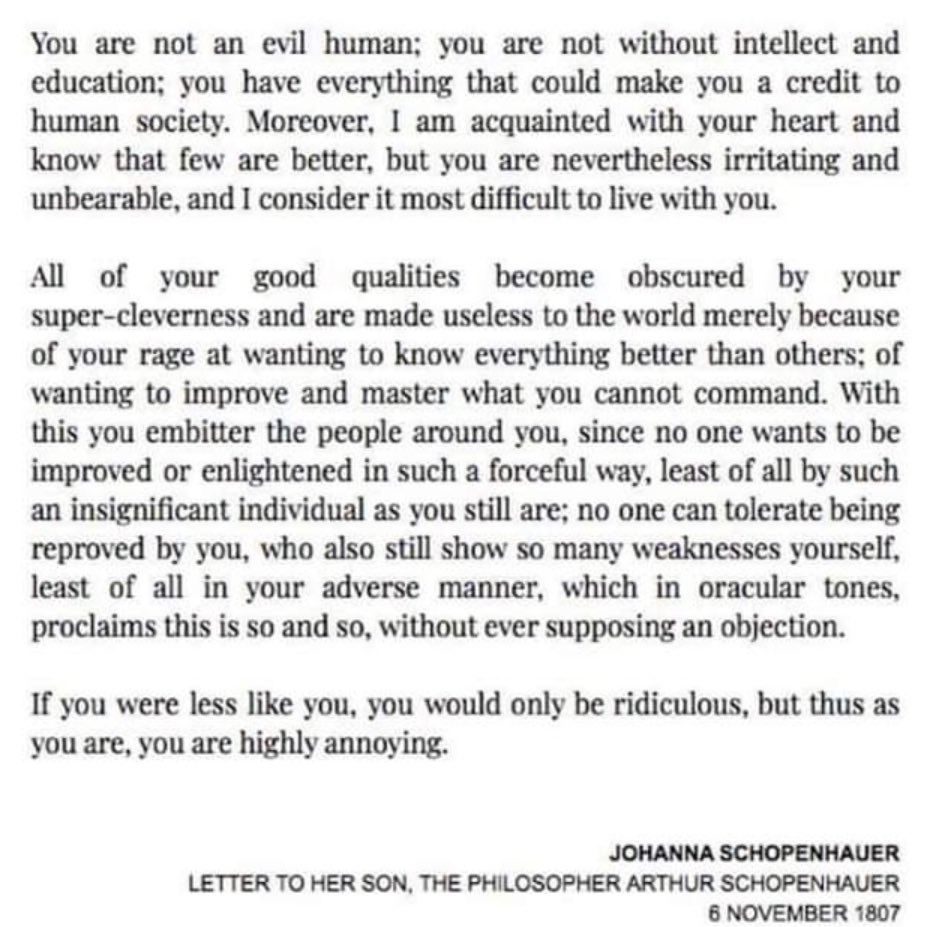 You are not an evil human; you are not without intellect and
education; you have everything that could make you a credit to
human society. Moreover, I am acquainted with your heart and
know that few are better, but you are nevertheless irritating and
unbearable, and I consider it most difficult to live with you.
All of your good qualities become obscured by your
super-cleverness and are made useless to the world merely because
of your rage at wanting to know everything better than others; of
wanting to improve and master what you cannot command. With
this you embitter the people around you, since no one wants to be
improved or enlightened in such a forceful way, least of all by such
an insignificant individual as you still are; no one can tolerate being
reproved by you, who also still show so many weaknesses yourself,
least of all in your adverse manner, which in oracular tones,
proclaims this is so and so, without ever supposing an objection.
If you were less like you, you would only be ridiculous, but thus as
you are, you are highly annoying.
JOHANNA SCHOPENHAUER
LETTER TO HER SON, THE PHILOSOPHER ARTHUR SCHOPENHAUER
6 NOVEMBER 1807